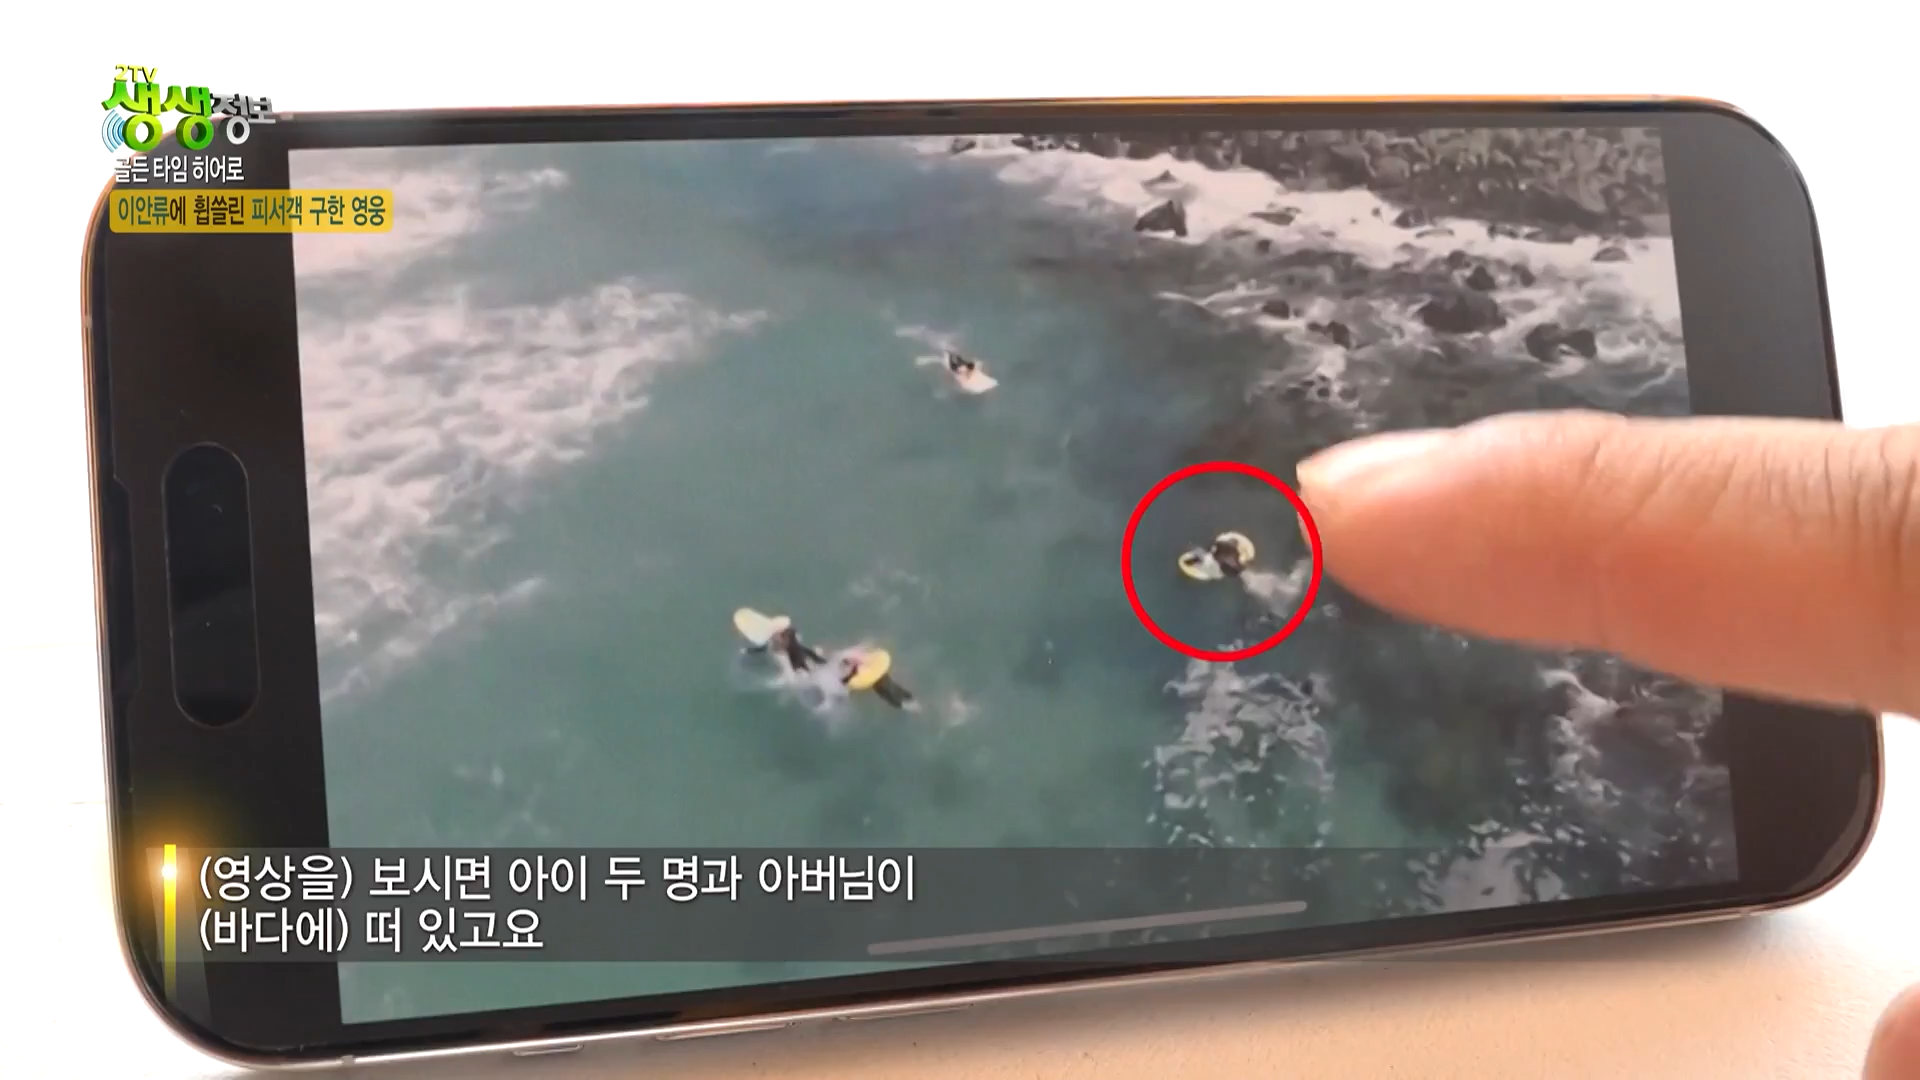 2TV
생생정보
골든 타임 히어로
이안류에 휩쓸린 피서객 구한 영웅
(영상을) 보시면 아이 두 명과 아버님이
(바다에) 떠 있고요